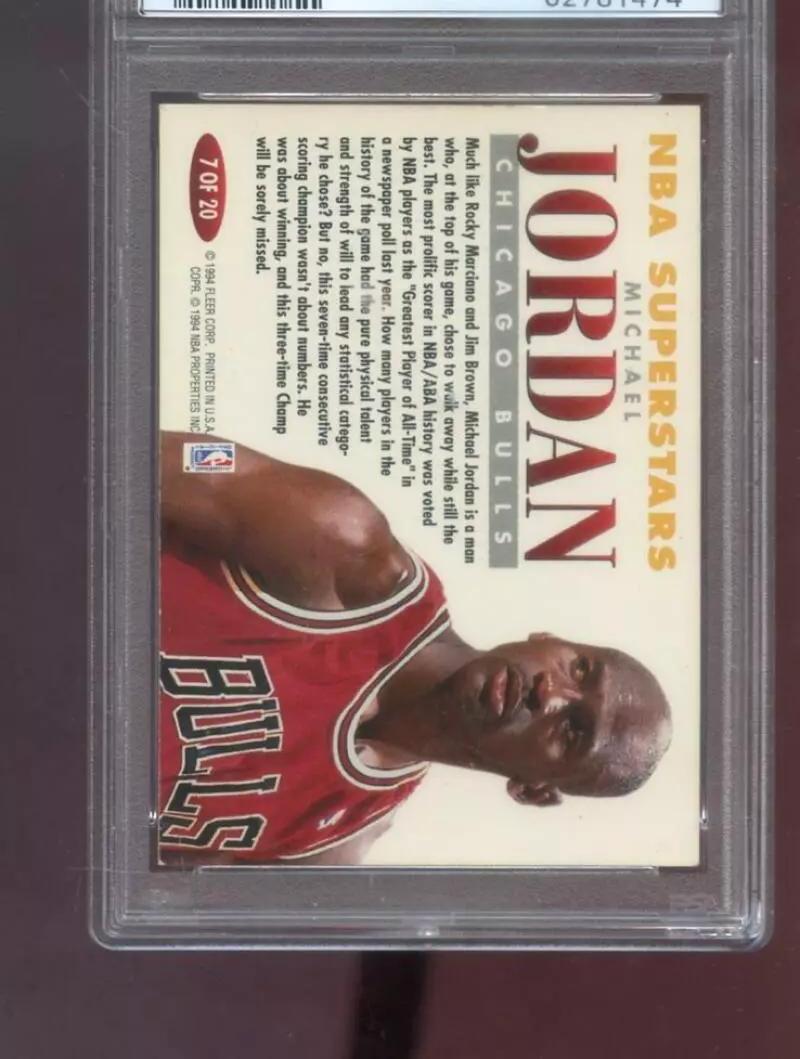 NBA SUPERSTARS
MICHAEL
JORDAN
CHICAGO BULLS
Much like Rocky Marciano and Jim Brown, Michael Jordan is a man
who, at the top of his game, chose to walk away while still the
best. The most prolific scorer in NBA/ABA history was voted
by NBA players as the "Greatest Player of All-Time" in
a newspaper poll last year. How many players in the
history of the game had the pure physical talent
and strength of will to lead any statistical catego-
ry he chose? But no, this seven-time consecutive
scoring champion wasn't about numbers. He
was about winning, and this three-time Champ
will be sorely missed.
7 OF 20
© 1994 FLEER CORP. PRINTED IN U.S.A.
COPR. © 1994 NBA PROPERTIES INC.
BULLS